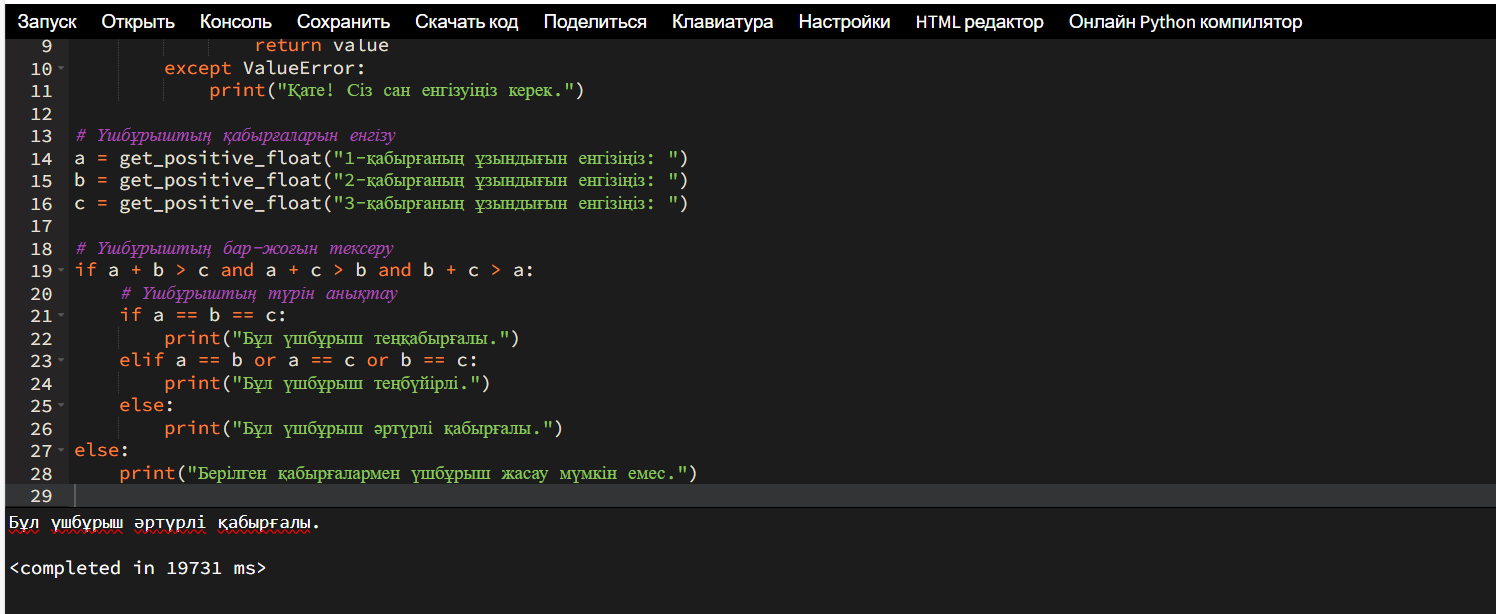 Запуск Открыть Консоль Сохранить Скачать код Поделиться Клавиатура Настройки HTML редактор Онлайн Python компилятор
9                 return value
10         except ValueError:
11             print("Қате! Сіз сан енгізуіңіз керек.")
12
13 # Үшбұрыштың қабырғаларын енгізу
14 a = get_positive_float("1-қабырғаның ұзындығын енгізіңіз: ")
15 b = get_positive_float("2-қабырғаның ұзындығын енгізіңіз: ")
16 c = get_positive_float("3-қабырғаның ұзындығын енгізіңіз: ")
17
18 # Үшбұрыштың бар-жоғын тексеру
19 if a + b > c and a + c > b and b + c > a:
20     # Үшбұрыштың түрін анықтау
21     if a == b == c:
22         print("Бұл үшбұрыш теңқабырғалы.")
23     elif a == b or a == c or b == c:
24         print("Бұл үшбұрыш теңбүйірлі.")
25     else:
26         print("Бұл үшбұрыш әртүрлі қабырғалы.")
27 else:
28     print("Берілген қабырғалармен үшбұрыш жасау мүмкін емес.")
29
Бұл үшбұрыш әртүрлі қабырғалы.
<completed in 19731 ms>